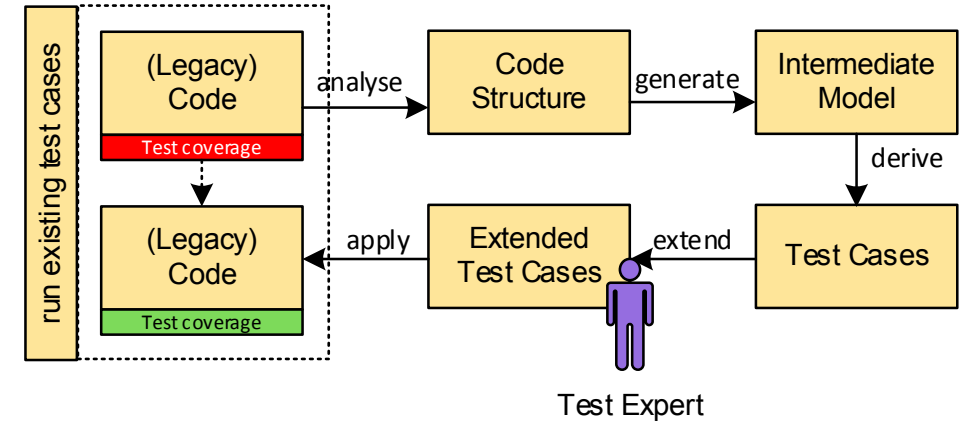 run existing test cases
(Legacy)
Code
Test coverage
analyse
Code
Structure
generate
Intermediate
Model
derive
(Legacy)
Code
Test coverage
apply
Extended
Test Cases
extend
Test Cases
Test Expert